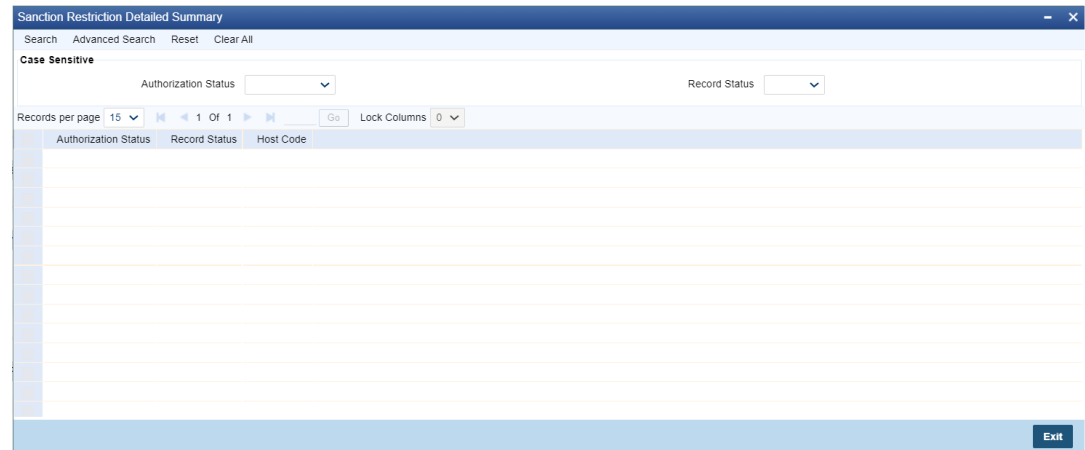 Sanction Restriction Detailed Summary
Search Advanced Search Reset Clear All
Case Sensitive
Authorization Status Record Status
Records per page 15 1 Of 1 Go Lock Columns 0
Authorization Status Record Status Host Code
Exit